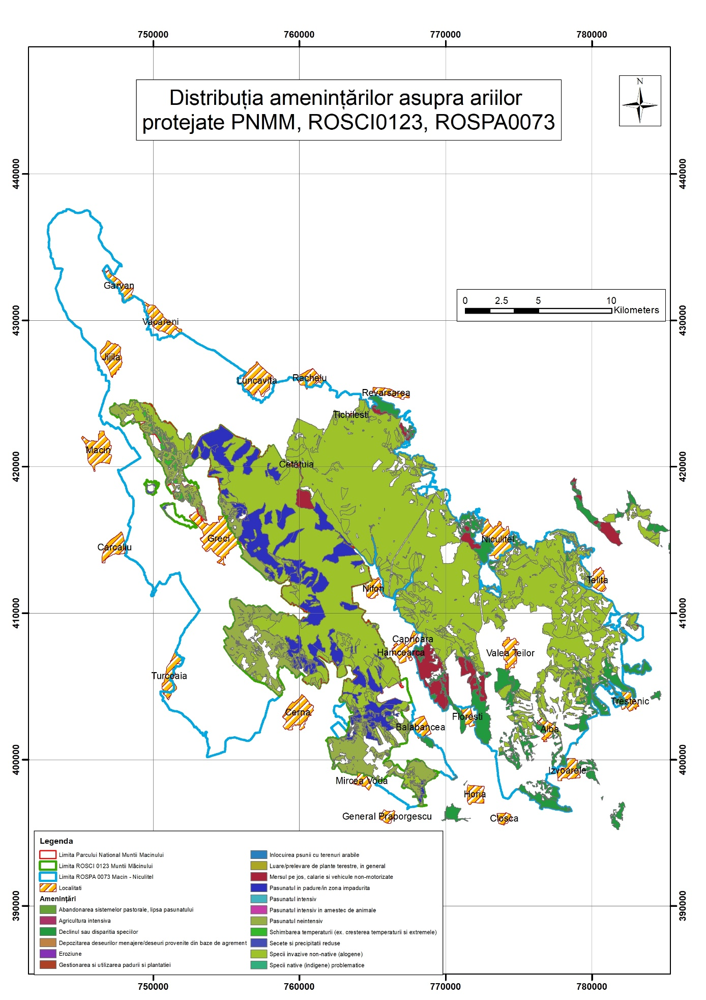 750000
760000
770000
780000
Distribuția amenințărilor asupra ariilor
protejate PNMM, ROSCI0123, ROSPA0073
N
440000
440000
0 2.5 5 10
Kilometers
430000
430000
Garvan
Vacareni
Jijila
Luncavita
Rachelu
Revarsarea
Tichilesti
Macin
Cetătuia
420000
420000
Greci
Carcaliu
Niculitel
Telita
Nifon
410000
410000
Caprioara
Hamcearca
Valea Teilor
Turcoaia
Trestenic
Cerna
Floresti
Balabancea
Alba
400000
400000
Izvoarele
Mircea Voda
Horia
General Praporgescu
Closca
390000
390000
Legenda
Limita Parcului National Muntii Macinului
Limita ROSCI 0123 Muntii Măcinului
Limita ROSPA 0073 Macin - Niculitel
Localitati
Amenințări
Abandonarea sistemelor pastorale, lipsa pasunatului
Agricultura intensiva
Declinul sau disparitia speciilor
Depozitarea deseurilor menajere/deseuri provenite din baze de agrement
Eroziune
Gestionarea si utilizarea padurii si plantatiei
Inlocuirea psunii cu terenuri arabile
Luare/prelevare de plante terestre, in general
Mersul pe jos, calarie si vehicule non-motorizate
Pasunatul in padure/in zona impadurita
Pasunatul intensiv
Pasunatul intensiv in amestec de animale
Pasunatul neintensiv
Schimbarea temperaturii (ex. cresterea temperaturii si extremele)
Secete si precipitatii reduse
Specii invazive non-native (alogene)
Specii native (indigene) problematice
750000
760000
770000
780000